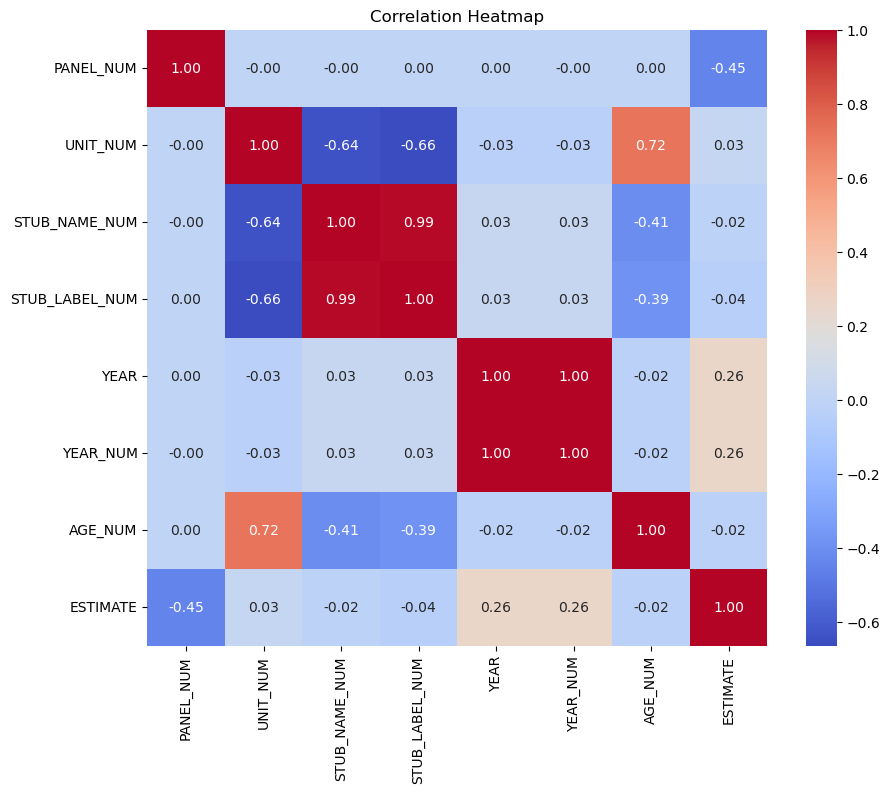 Correlation Heatmap
PANEL_NUM 1.00 -0.00 -0.00 0.00 0.00 -0.00 0.00 -0.45
UNIT_NUM -0.00 1.00 -0.64 -0.66 -0.03 -0.03 0.72 0.03
STUB_NAME_NUM -0.00 -0.64 1.00 0.99 0.03 0.03 -0.41 -0.02
STUB_LABEL_NUM 0.00 -0.66 0.99 1.00 0.03 0.03 -0.39 -0.04
YEAR 0.00 -0.03 0.03 0.03 1.00 1.00 -0.02 0.26
YEAR_NUM -0.00 -0.03 0.03 0.03 1.00 1.00 -0.02 0.26
AGE_NUM 0.00 0.72 -0.41 -0.39 -0.02 -0.02 1.00 -0.02
ESTIMATE -0.45 0.03 -0.02 -0.04 0.26 0.26 -0.02 1.00
PANEL_NUM
UNIT_NUM
STUB_NAME_NUM
STUB_LABEL_NUM
YEAR
YEAR_NUM
AGE_NUM
ESTIMATE
1.0
0.8
0.6
0.4
0.2
0.0
−0.2
−0.4
−0.6